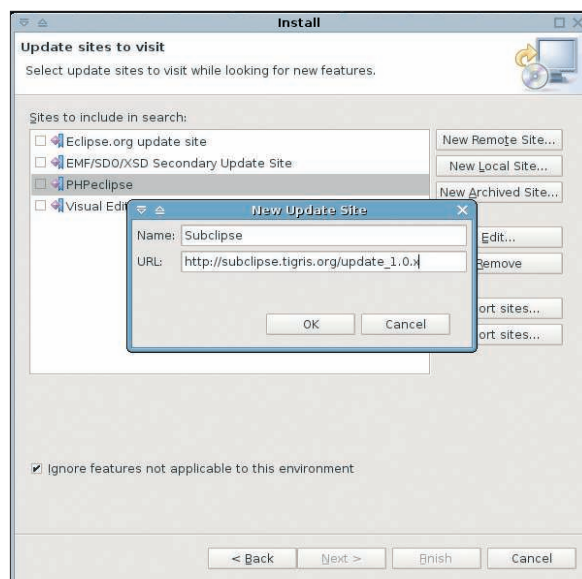 Install
Update sites to visit
Select update sites to visit while looking for new features.
Sites to include in search:
Eclipse.org update site
EMF/SDO/XSD Secondary Update Site
PHPeclipse
Visual Edi
New Remote Site...
New Local Site...
New Archived Site...
Edit...
Remove
ort sites...
ort sites...
New Update Site
Name: Subclipse
URL: http://subclipse.tigris.org/update_1.0.x
OK Cancel
Ignore features not applicable to this environment
< Back Next > Finish Cancel